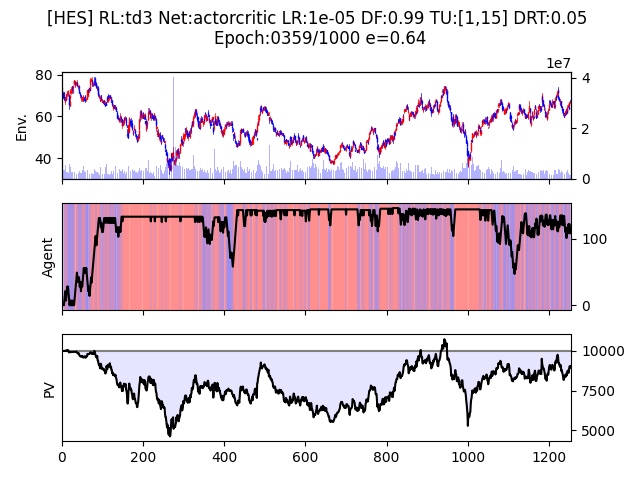 [HES] RL:td3 Net:actorcritic LR:1e-05 DF:0.99 TU:[1,15] DRT:0.05
Epoch:0359/1000 e=0.64
1e7
80
60
40
Env.
4
2
0
Agent
100
0
PV
10000
7500
5000
0 200 400 600 800 1000 1200